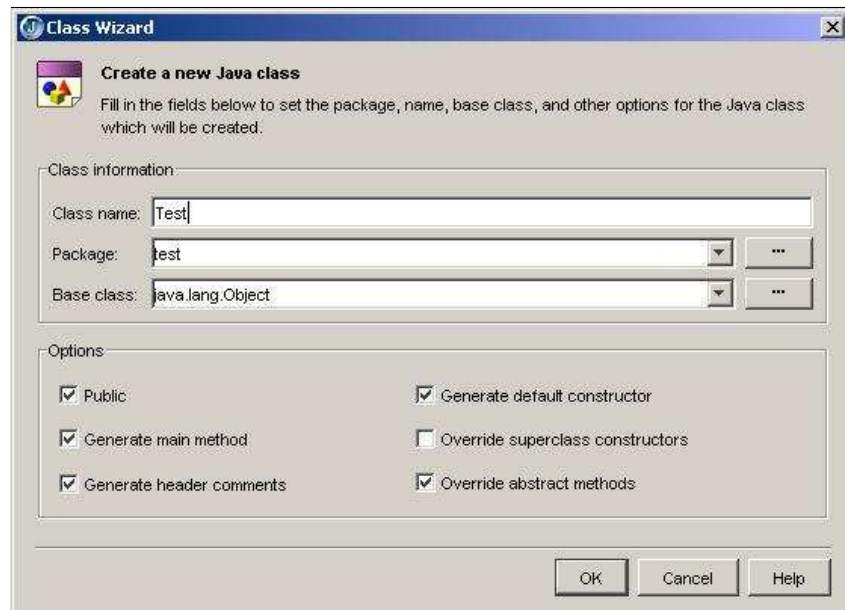 Class Wizard
Create a new Java class
Fill in the fields below to set the package, name, base class, and other options for the Java class
which will be created.
Class information
Class name: Test
Package: test ...
Base class: java.lang.Object ...
Options
Public
Generate default constructor
Generate main method
Override superclass constructors
Generate header comments
Override abstract methods
OK Cancel Help